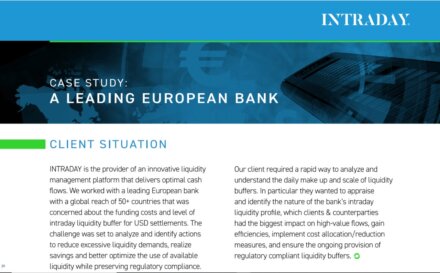 INTRADAY.
CASE STUDY:
A LEADING EUROPEAN BANK
CLIENT SITUATION
INTRADAY is the provider of an innovative liquidity
management platform that delivers optimal cash
flows. We worked with a leading European bank
with a global reach of 50+ countries that was
concerned about the funding costs and level of
intraday liquidity buffer for USD settlements. The
challenge was set to analyze and identify actions
to reduce excessive liquidity demands, realize
savings and better optimize the use of available
liquidity while preserving regulatory compliance.
Our client required a rapid way to analyze and
understand the daily make up and scale of liquidity
buffers. In particular they wanted to appraise
and identify the nature of the bank's intraday
liquidity profile, which clients & counterparties
had the biggest impact on high-value flows, gain
efficiencies, implement cost allocation/reduction
measures, and ensure the ongoing provision of
regulatory compliant liquidity buffers.